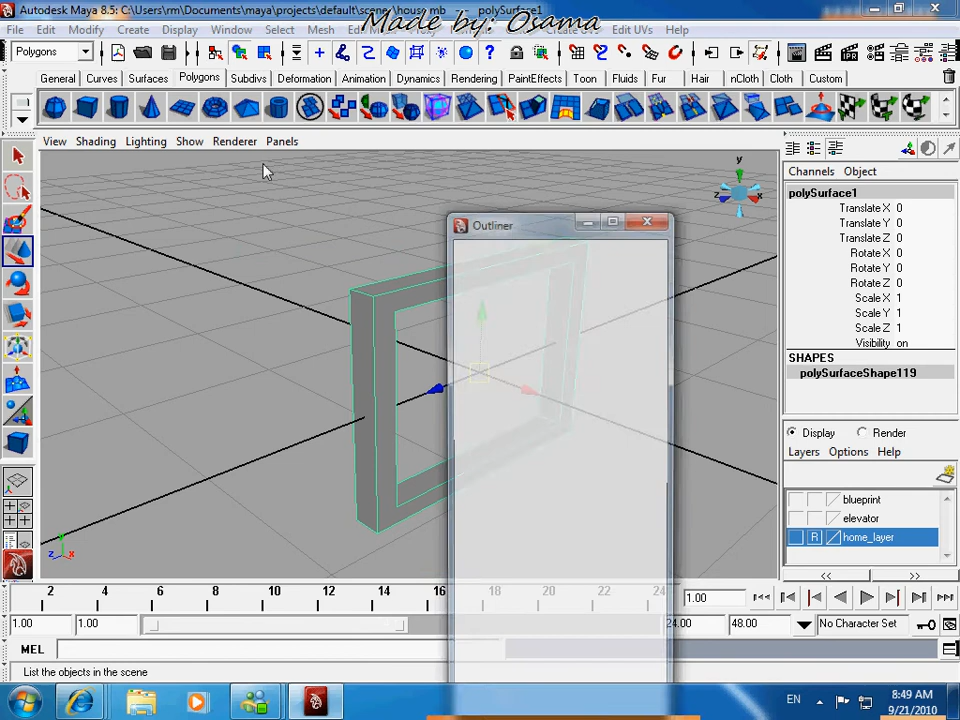 Autodesk Maya 8.5: C:\Users\rm\Documents\maya\projects\default\scene \house.mb --- polySurface1
Made by: Osama
File Edit Modify Create Display Window Select Mesh Edit UVs Help
Polygons
General Curves Surfaces Polygons Subdivs Deformation Animation Dynamics Rendering PaintEffects Toon Fluids Fur Hair nCloth Cloth Custom
View Shading Lighting Show Renderer Panels
Channels Object
polySurface1
Translate X 0
Translate Y 0
Translate Z 0
Rotate X 0
Rotate Y 0
Rotate Z 0
Scale X 1
Scale Y 1
Scale Z 1
Visibility on
SHAPES
polySurfaceShape119
Outliner
y
z
x
Display Render
Layers Options Help
blueprint
elevator
R home_layer
y
z x
<< >>
2 4 6 8 10 12 14 16 18 20 22 24
1.00
1.00 1.00 24.00 48.00 No Character Set
MEL
List the objects in the scene
EN 8:49 AM
9/21/2010